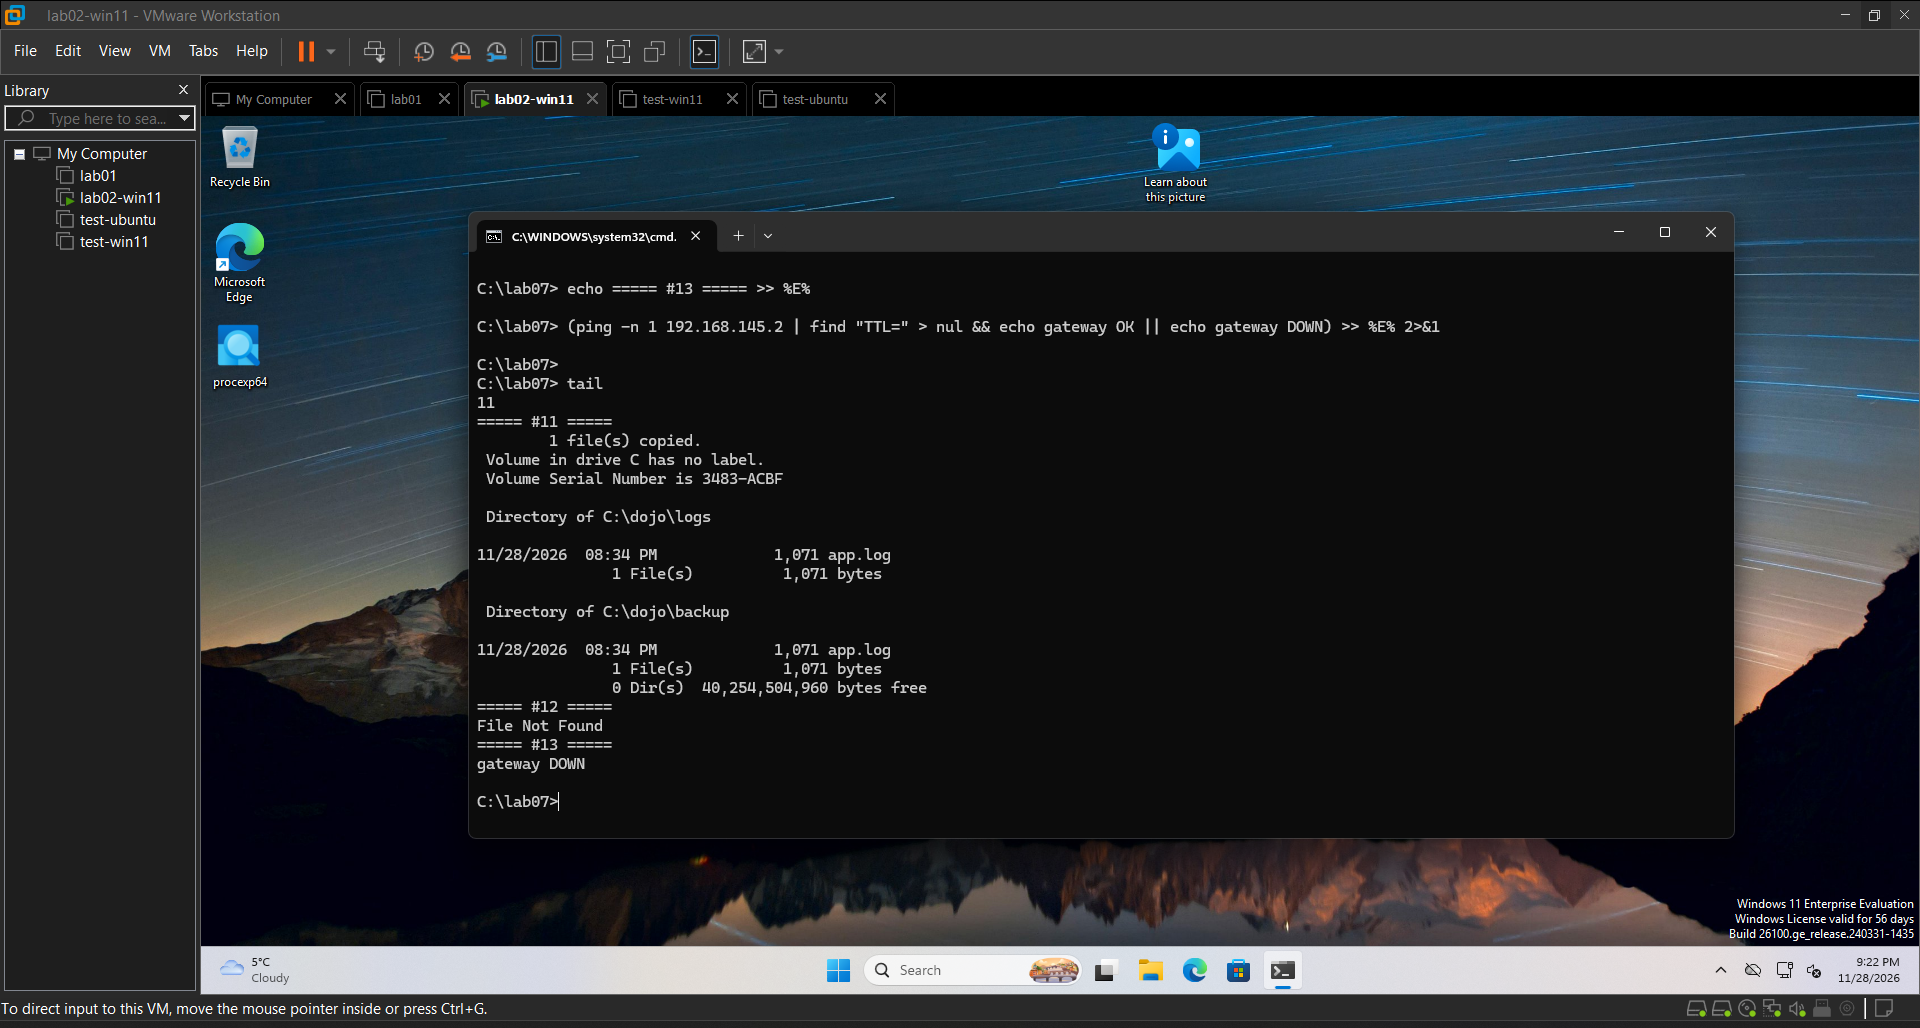 lab02-win11 - VMware Workstation
File Edit View VM Tabs Help
Library
Type here to sea...
My Computer
lab01
lab02-win11
test-ubuntu
test-win11
My Computer lab01 lab02-win11 test-win11 test-ubuntu
Recycle Bin
Microsoft
Edge
procexp64
Learn about
this picture
C:\WINDOWS\system32\cmd.
C:\lab07> echo ===== #13 ===== >> %E%
C:\lab07> (ping -n 1 192.168.145.2 | find "TTL=" > nul && echo gateway OK || echo gateway DOWN) >> %E% 2>&1
C:\lab07>
C:\lab07> tail
11
===== #11 =====
1 file(s) copied.
Volume in drive C has no label.
Volume Serial Number is 3483-ACBF
Directory of C:\dojo\logs
11/28/2026  08:34 PM             1,071 app.log
1 File(s)          1,071 bytes
Directory of C:\dojo\backup
11/28/2026  08:34 PM             1,071 app.log
1 File(s)          1,071 bytes
0 Dir(s)  40,254,504,960 bytes free
===== #12 =====
File Not Found
===== #13 =====
gateway DOWN
C:\lab07>
Windows 11 Enterprise Evaluation
Windows License valid for 56 days
Build 26100.ge_release.240331-1435
5°C
Cloudy
Search
9:22 PM
11/28/2026
To direct input to this VM, move the mouse pointer inside or press Ctrl+G.